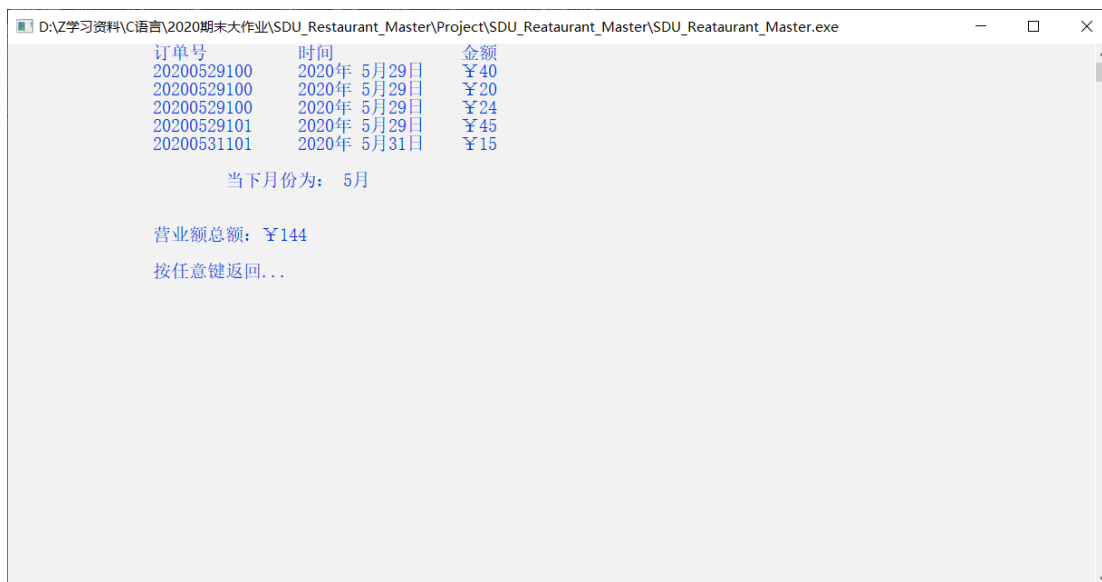 D:\Z学习资料\C语言\2020期末大作业\SDU_Restaurant_Master\Project\SDU_Reataurant_Master\SDU_Reataurant_Master.exe
订单号 时间 金额
20200529100 2020年 5月29日 ¥40
20200529100 2020年 5月29日 ¥20
20200529100 2020年 5月29日 ¥24
20200529101 2020年 5月29日 ¥45
20200531101 2020年 5月31日 ¥15
当下月份为： 5月
营业额总额：¥144
按任意键返回...